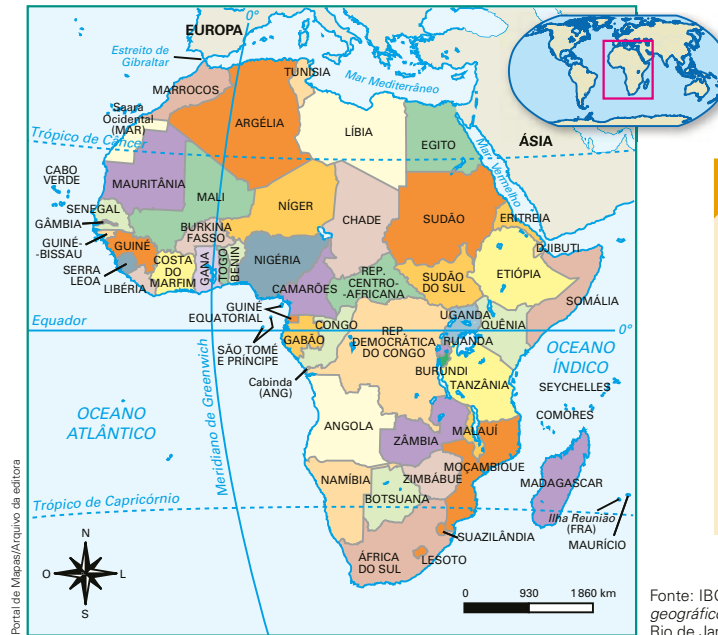 EUROPA
0°
Estreito de
Gibraltar
TUNÍSIA
Mar Mediterrâneo
MARROCOS
Saara
Ocidental
(MAR)
ARGÉLIA
LÍBIA
EGITO
ÁSIA
Trópico de Câncer
Mar Vermelho
CABO
VERDE
MAURITÂNIA
MALI
NÍGER
CHADE
SUDÃO
ERITREIA
SENEGAL
GÂMBIA
GUINÉ-
-BISSAU
GUINÉ
BURKINA
FASSO
DJIBUTI
SERRA
LEOA
LIBÉRIA
COSTA
DO
MARFIM
GANA
TOGO
BENIN
NIGÉRIA
CAMARÕES
REP.
CENTRO-
-AFRICANA
SUDÃO
DO SUL
ETIÓPIA
SOMÁLIA
GUINÉ
EQUATORIAL
Equador
CONGO
GABÃO
REP.
DEMOCRÁTICA
DO CONGO
UGANDA
QUÊNIA
0°
RUANDA
SÃO TOMÉ
E PRÍNCIPE
BURUNDI
TANZÂNIA
OCEANO
ÍNDICO
SEYCHELLES
Cabinda
(ANG)
COMORES
OCEANO
ATLÂNTICO
Meridiano de Greenwich
ANGOLA
ZÂMBIA
MALAUÍ
MOÇAMBIQUE
ZIMBÁBUE
MADAGASCAR
NAMÍBIA
BOTSUANA
Trópico de Capricórnio
Ilha Reunião
(FRA)
MAURÍCIO
SUAZILÂNDIA
LESOTO
ÁFRICA
DO SUL
N
O
L
S
0 930 1 860 km
Portal de Mapas/Arquivo da editora
Fonte:
geográfico
Rio de